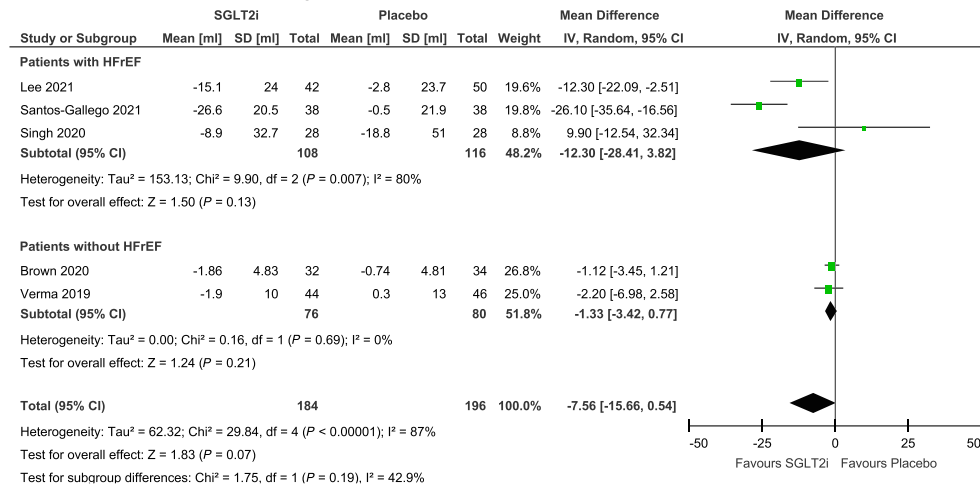 SGLT2i Placebo Mean Difference Mean Difference
Study or Subgroup Mean [ml] SD [ml] Total Mean [ml] SD [ml] Total Weight IV, Random, 95% CI IV, Random, 95% CI
Patients with HFrEF
Lee 2021 -15.1 24 42 -2.8 23.7 50 19.6% -12.30 [-22.09, -2.51]
Santos-Gallego 2021 -26.6 20.5 38 -0.5 21.9 38 19.8% -26.10 [-35.64, -16.56]
Singh 2020 -8.9 32.7 28 -18.8 51 28 8.8% 9.90 [-12.54, 32.34]
Subtotal (95% CI) 108 116 48.2% -12.30 [-28.41, 3.82]
Heterogeneity: Tau² = 153.13; Chi² = 9.90, df = 2 (P = 0.007); I² = 80%
Test for overall effect: Z = 1.50 (P = 0.13)
Patients without HFrEF
Brown 2020 -1.86 4.83 32 -0.74 4.81 34 26.8% -1.12 [-3.45, 1.21]
Verma 2019 -1.9 10 44 0.3 13 46 25.0% -2.20 [-6.98, 2.58]
Subtotal (95% CI) 76 80 51.8% -1.33 [-3.42, 0.77]
Heterogeneity: Tau² = 0.00; Chi² = 0.16, df = 1 (P = 0.69); I² = 0%
Test for overall effect: Z = 1.24 (P = 0.21)
Total (95% CI) 184 196 100.0% -7.56 [-15.66, 0.54]
Heterogeneity: Tau² = 62.32; Chi² = 29.84, df = 4 (P < 0.00001); I² = 87%
Test for overall effect: Z = 1.83 (P = 0.07)
Test for subgroup differences: Chi² = 1.75, df = 1 (P = 0.19), I² = 42.9%
-50 -25 0 25 50
Favours SGLT2i Favours Placebo